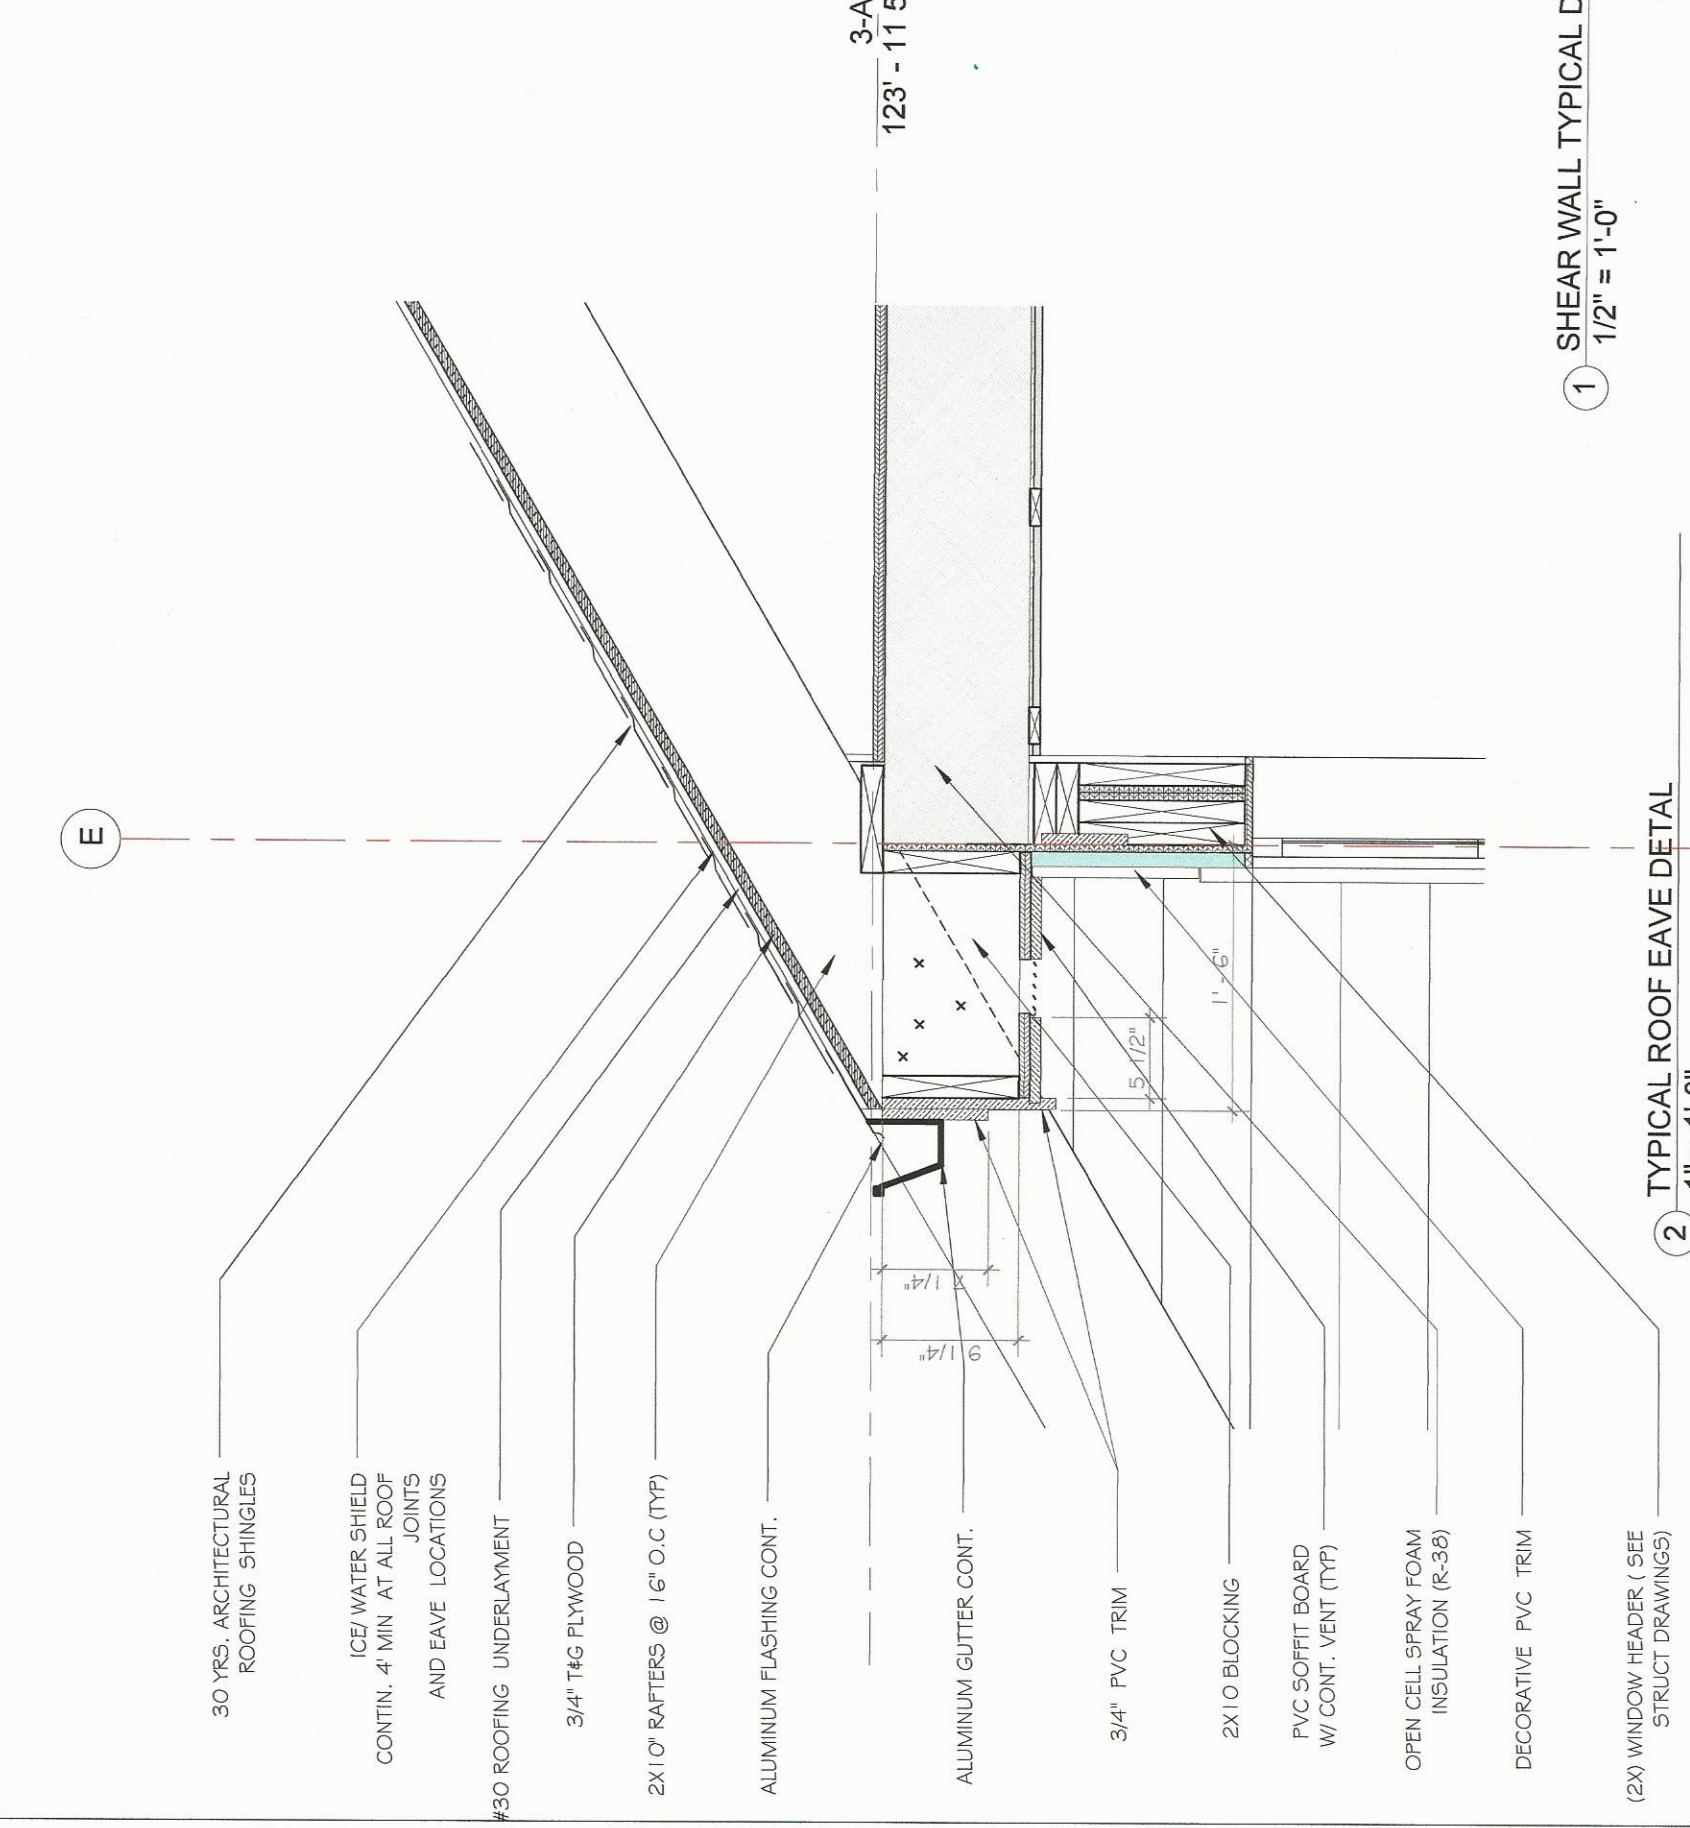 E
30 YRS. ARCHITECTURAL
ROOFING SHINGLES
ICE/ WATER SHIELD
CONTIN. 4' MIN AT ALL ROOF
JOINTS
AND EAVE LOCATIONS
#30 ROOFING UNDERLAYMENT
3/4" T&G PLYWOOD
2X10" RAFTERS @ 16" O.C (TYP)
ALUMINUM FLASHING CONT.
ALUMINUM GUTTER CONT.
3/4" PVC TRIM
2X10 BLOCKING
PVC SOFFIT BOARD
W/ CONT. VENT (TYP)
OPEN CELL SPRAY FOAM
INSULATION (R-38)
DECORATIVE PVC TRIM
(2X) WINDOW HEADER ( SEE
STRUCT DRAWINGS)
7 1/4"
9 1/4"
5 1/2"
1' - 6"
3-A
123' - 11 5
1
SHEAR WALL TYPICAL D
1/2" = 1'-0"
2
TYPICAL ROOF EAVE DETAL